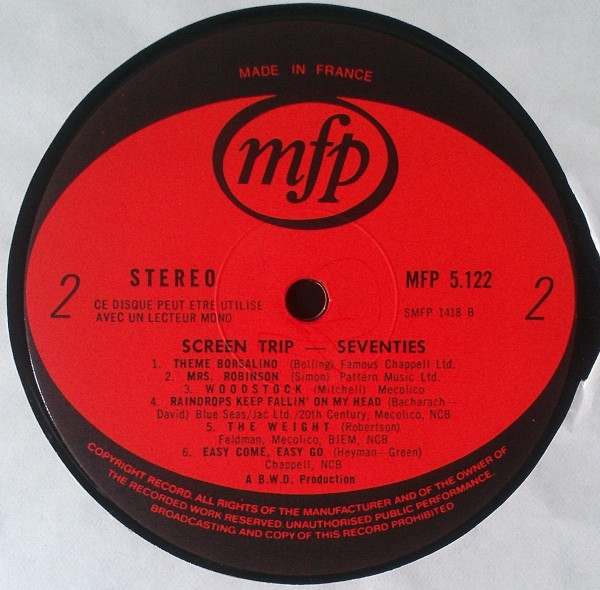 MADE IN FRANCE
mfp
2
STEREO
MFP 5.122
2
CE DISQUE PEUT ETRE UTILISE
AVEC UN LECTEUR MONO
SMFP 1418 B
SCREEN TRIP — SEVENTIES
1. THEME BORSALINO (Bolling) Famous Chappell Ltd.
2. MRS. ROBINSON (Simon) Pattern Music Ltd.
3. WOODSTOCK (Mitchell) Mecolico
4. RAINDROPS KEEP FALLIN' ON MY HEAD (Bacharach—
David) Blue Seas/Jac Ltd./20th Century, Mecolico, NCB
5. THE WEIGHT (Robertson)
Feldman, Mecolico, BIEM, NCB
6. EASY COME, EASY GO (Heyman—Green)
Chappell, NCB
A B.W.D. Production
COPYRIGHT RECORD. ALL RIGHTS OF THE MANUFACTURER AND OF THE OWNER OF
THE RECORDED WORK RESERVED. UNAUTHORISED PUBLIC PERFORMANCE.
BROADCASTING AND COPY OF THIS RECORD PROHIBITED